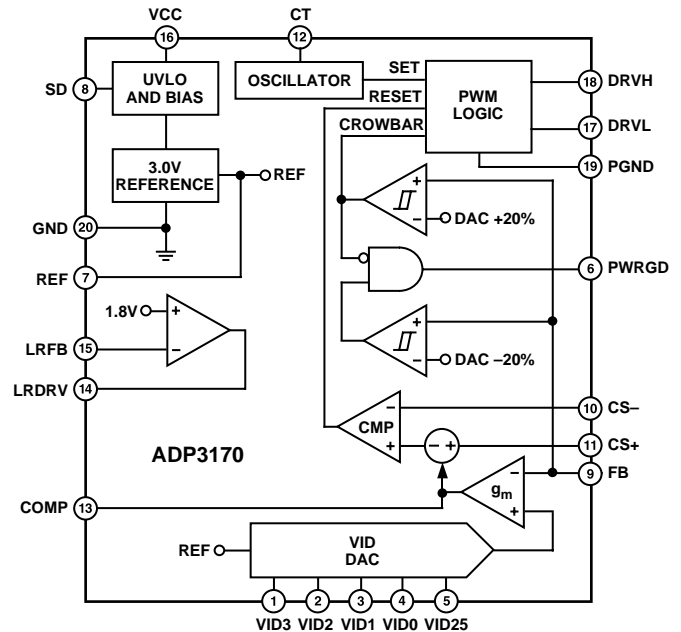 VCC
CT
16
12
SD 8
UVLO
AND BIAS
OSCILLATOR
SET
RESET
CROWBAR
PWM
LOGIC
18 DRVH
17 DRVL
19 PGND
3.0V
REFERENCE
REF
+
–
DAC +20%
GND 20
REF 7
6 PWRGD
1.8V
+
–
LRFB 15
LRDRV 14
+
–
DAC –20%
CMP
–
+
– +
10 CS–
11 CS+
9 FB
ADP3170
gm
–
+
COMP 13
REF
VID
DAC
1 2 3 4 5
VID3 VID2 VID1 VID0 VID25